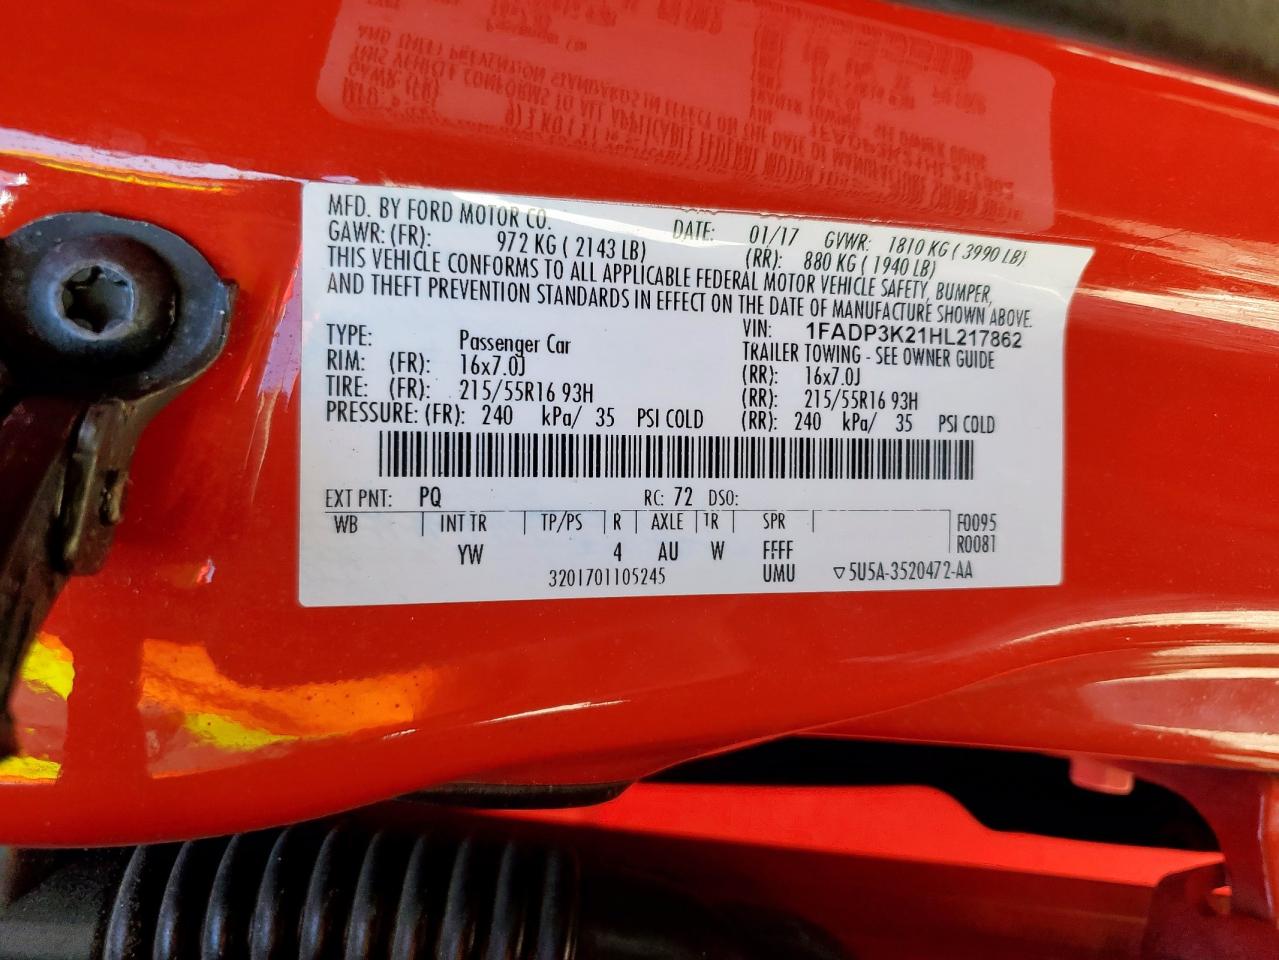 MFD. BY FORD MOTOR CO. DATE: 01/17 GVWR: 1810 KG ( 3990 LB)
GAWR: (FR): 972 KG ( 2143 LB) (RR): 880 KG ( 1940 LB)
THIS VEHICLE CONFORMS TO ALL APPLICABLE FEDERAL MOTOR VEHICLE SAFETY, BUMPER,
AND THEFT PREVENTION STANDARDS IN EFFECT ON THE DATE OF MANUFACTURE SHOWN ABOVE.
VIN: 1FADP3K21HL217862
TYPE: Passenger Car TRAILER TOWING - SEE OWNER GUIDE
RIM: (FR): 16x7.0J (RR): 16x7.0J
TIRE: (FR): 215/55R16 93H (RR): 215/55R16 93H
PRESSURE: (FR): 240 kPa/ 35 PSI COLD (RR): 240 kPa/ 35 PSI COLD
EXT PNT: PQ RC: 72 DSO:
WB INT TR TP/PS R AXLE TR SPR F0095
YW 4 AU W FFFF R0081
3201701105245 UMU ▽5U5A-3520472-AA